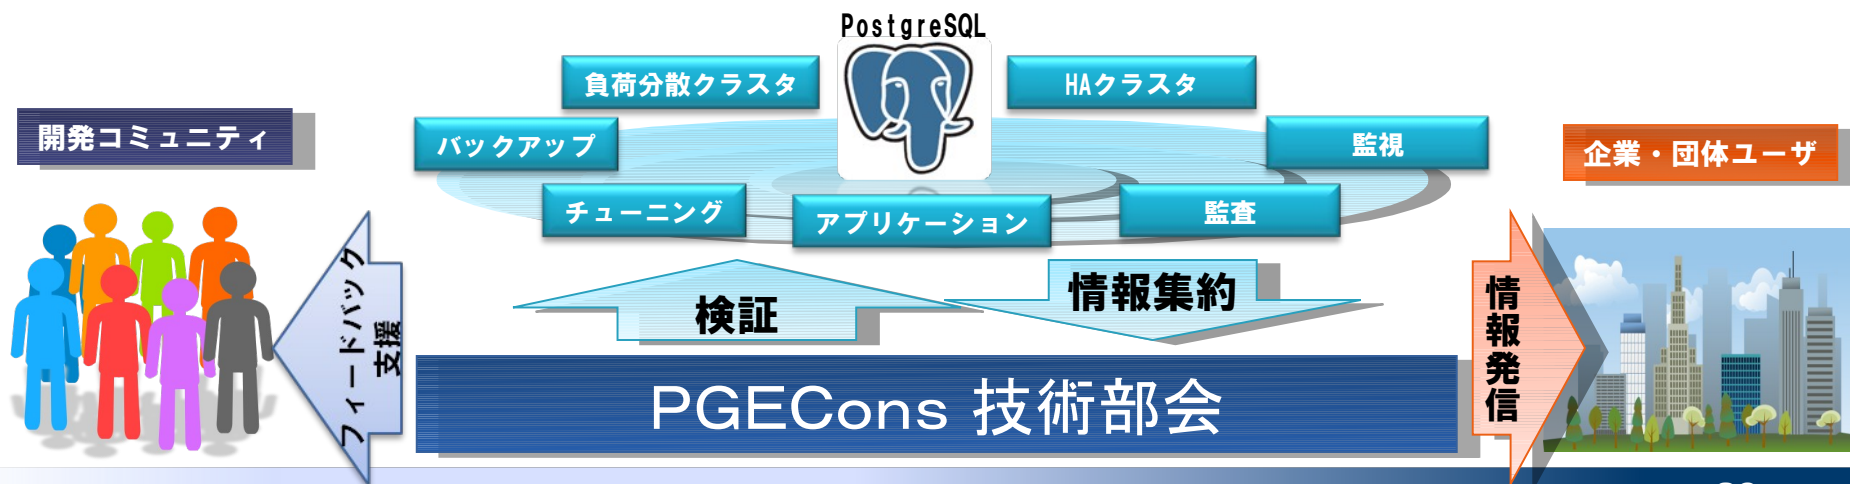 PostgreSQL
負荷分散クラスタ
HAクラスタ
開発コミュニティ
バックアップ
監視
企業・団体ユーザ
チューニング
アプリケーション
監査
フィードバック
支援
検証
情報集約
情報発信
PGECons 技術部会